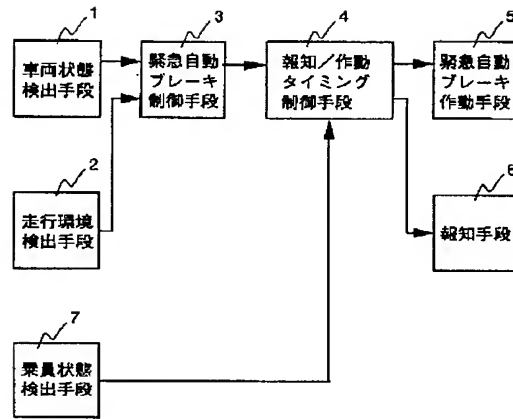 1
車両状態
検出手段
2
走行環境
検出手段
3
緊急自動
ブレーキ
制御手段
4
報知／作動
タイミング
制御手段
5
緊急自動
ブレーキ
作動手段
6
報知手段
7
乗員状態
検出手段